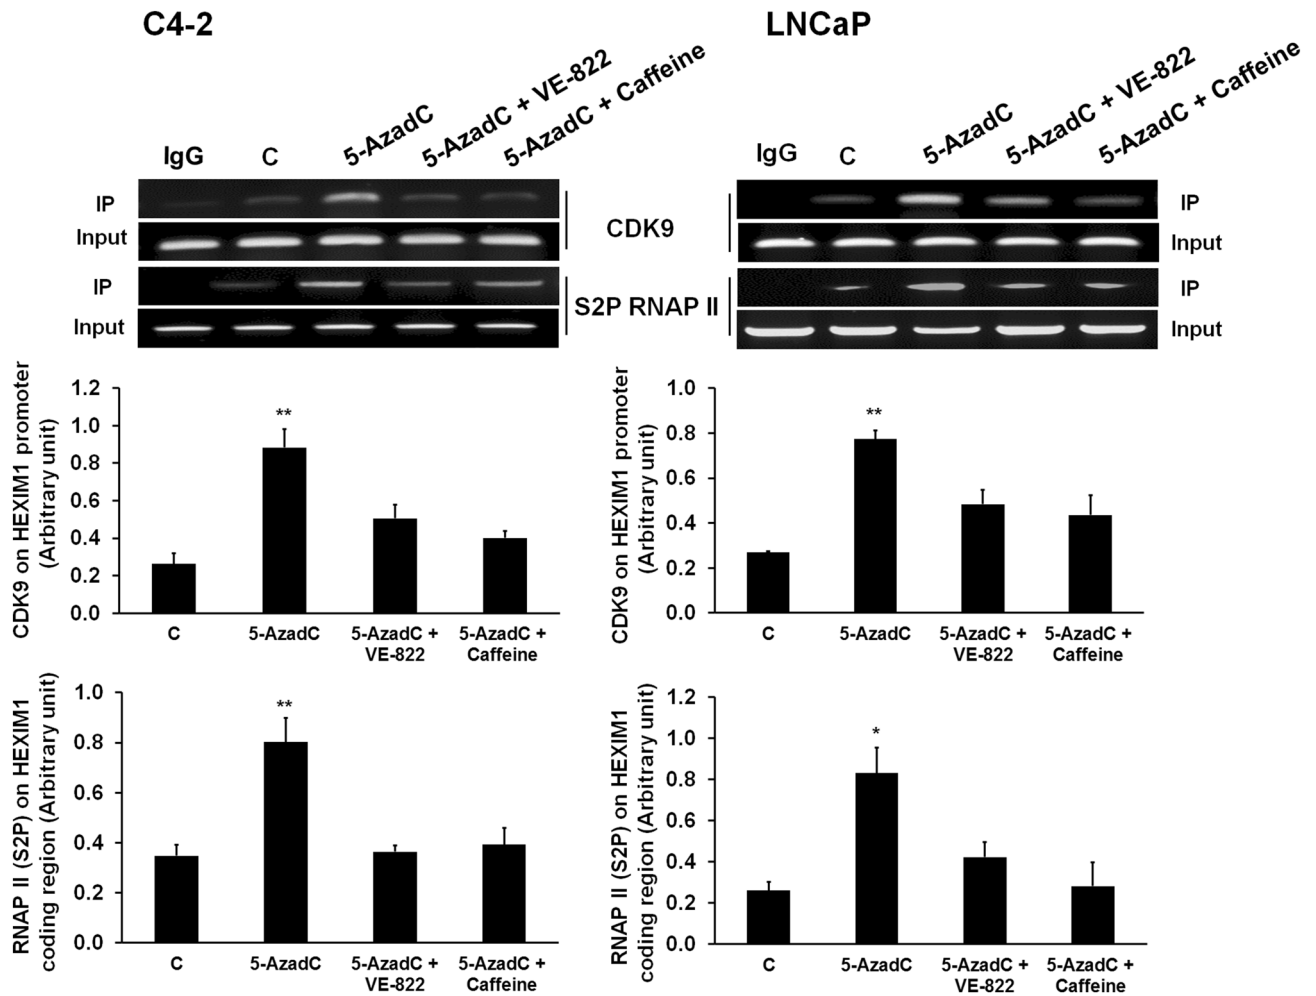 C4-2
LNCaP
IgG
C
5-AzadC
5-AzadC + VE-822
5-AzadC + Caffeine
IgG
C
5-AzadC
5-AzadC + VE-822
5-AzadC + Caffeine
IP
Input
IP
Input
CDK9
S2P RNAP II
IP
Input
IP
Input
CDK9 on HEXIM1 promoter
(Arbitrary unit)
1.2
1.0
0.8
0.6
0.4
0.2
0.0
**
C
5-AzadC
5-AzadC +
VE-822
5-AzadC +
Caffeine
CDK9 on HEXIM1 promoter
(Arbitrary unit)
1.0
0.8
0.6
0.4
0.2
0.0
**
C
5-AzadC
5-AzadC +
VE-822
5-AzadC +
Caffeine
RNAP II (S2P) on HEXIM1
coding region (Arbitrary unit)
1.0
0.8
0.6
0.4
0.2
0.0
**
C
5-AzadC
5-AzadC +
VE-822
5-AzadC +
Caffeine
RNAP II (S2P) on HEXIM1
coding region (Arbitrary unit)
1.2
1.0
0.8
0.6
0.4
0.2
0.0
*
C
5-AzadC
5-AzadC +
VE-822
5-AzadC +
Caffeine